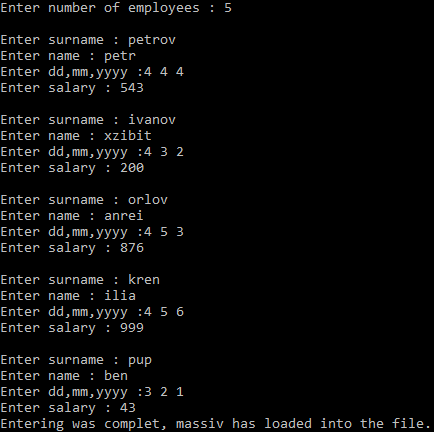 Enter number of employees : 5
Enter surname : petrov
Enter name : petr
Enter dd,mm,yyyy :4 4 4
Enter salary : 543
Enter surname : ivanov
Enter name : xzibit
Enter dd,mm,yyyy :4 3 2
Enter salary : 200
Enter surname : orlov
Enter name : anrei
Enter dd,mm,yyyy :4 5 3
Enter salary : 876
Enter surname : kren
Enter name : ilia
Enter dd,mm,yyyy :4 5 6
Enter salary : 999
Enter surname : pup
Enter name : ben
Enter dd,mm,yyyy :3 2 1
Enter salary : 43
Entering was complet, massiv has loaded into the file.